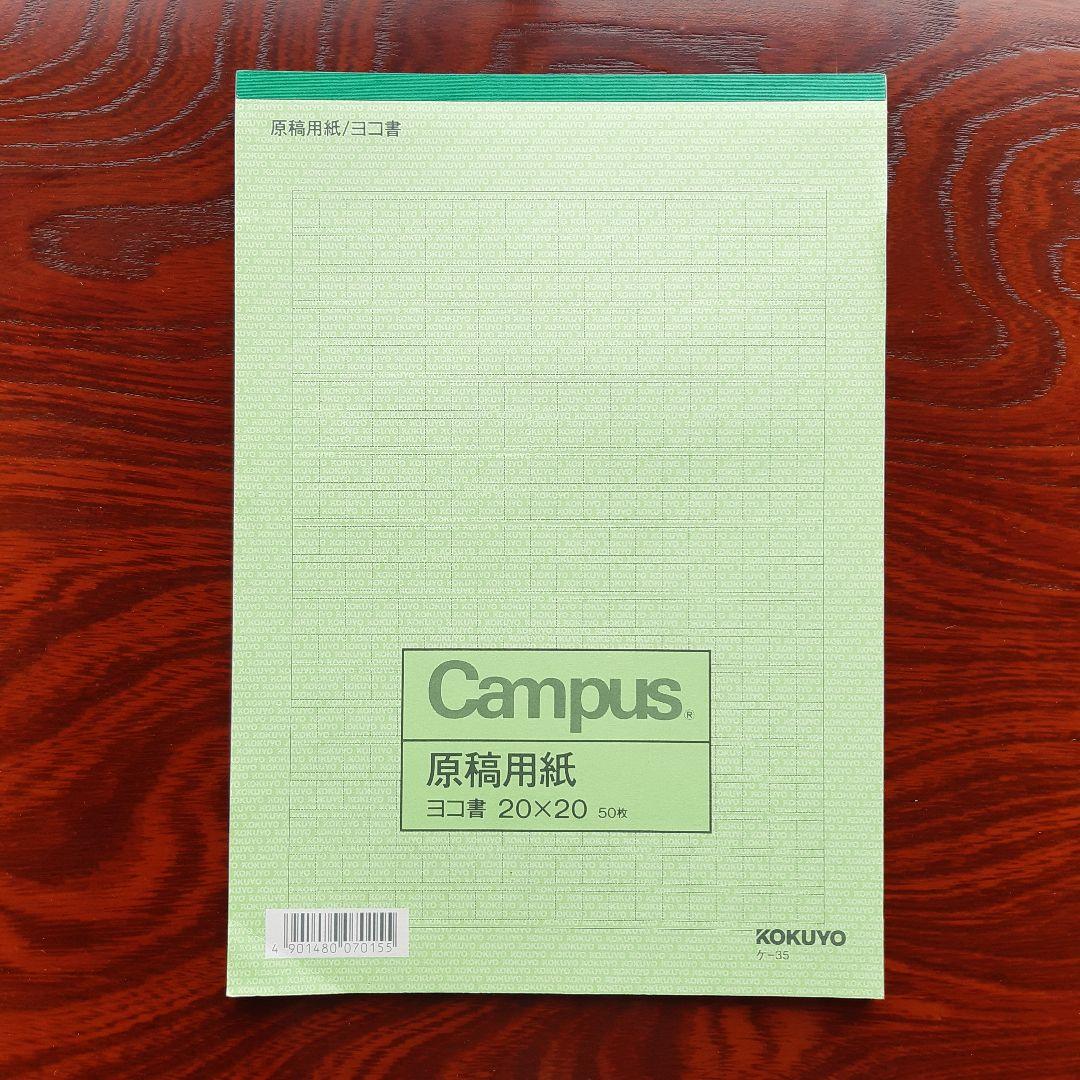 原稿用紙/ヨコ書
Campus®
原稿用紙
ヨコ書 20×20 50枚
4 901480 070155
KOKUYO
ケ-35